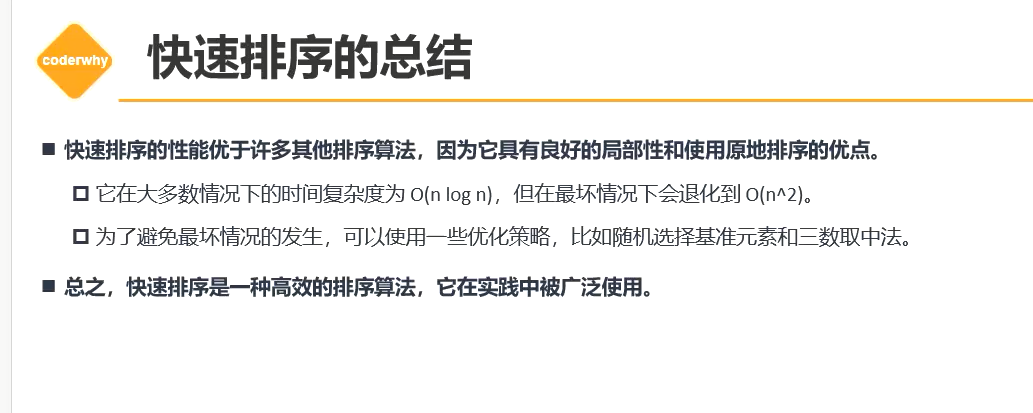 coderwhy
快速排序的总结
快速排序的性能优于许多其他排序算法，因为它具有良好的局部性和使用原地排序的优点。
它在大多数情况下的时间复杂度为 O(n log n)，但在最坏情况下会退化到 O(n^2)。
为了避免最坏情况的发生，可以使用一些优化策略，比如随机选择基准元素和三数取中法。
总之，快速排序是一种高效的排序算法，它在实践中被广泛使用。